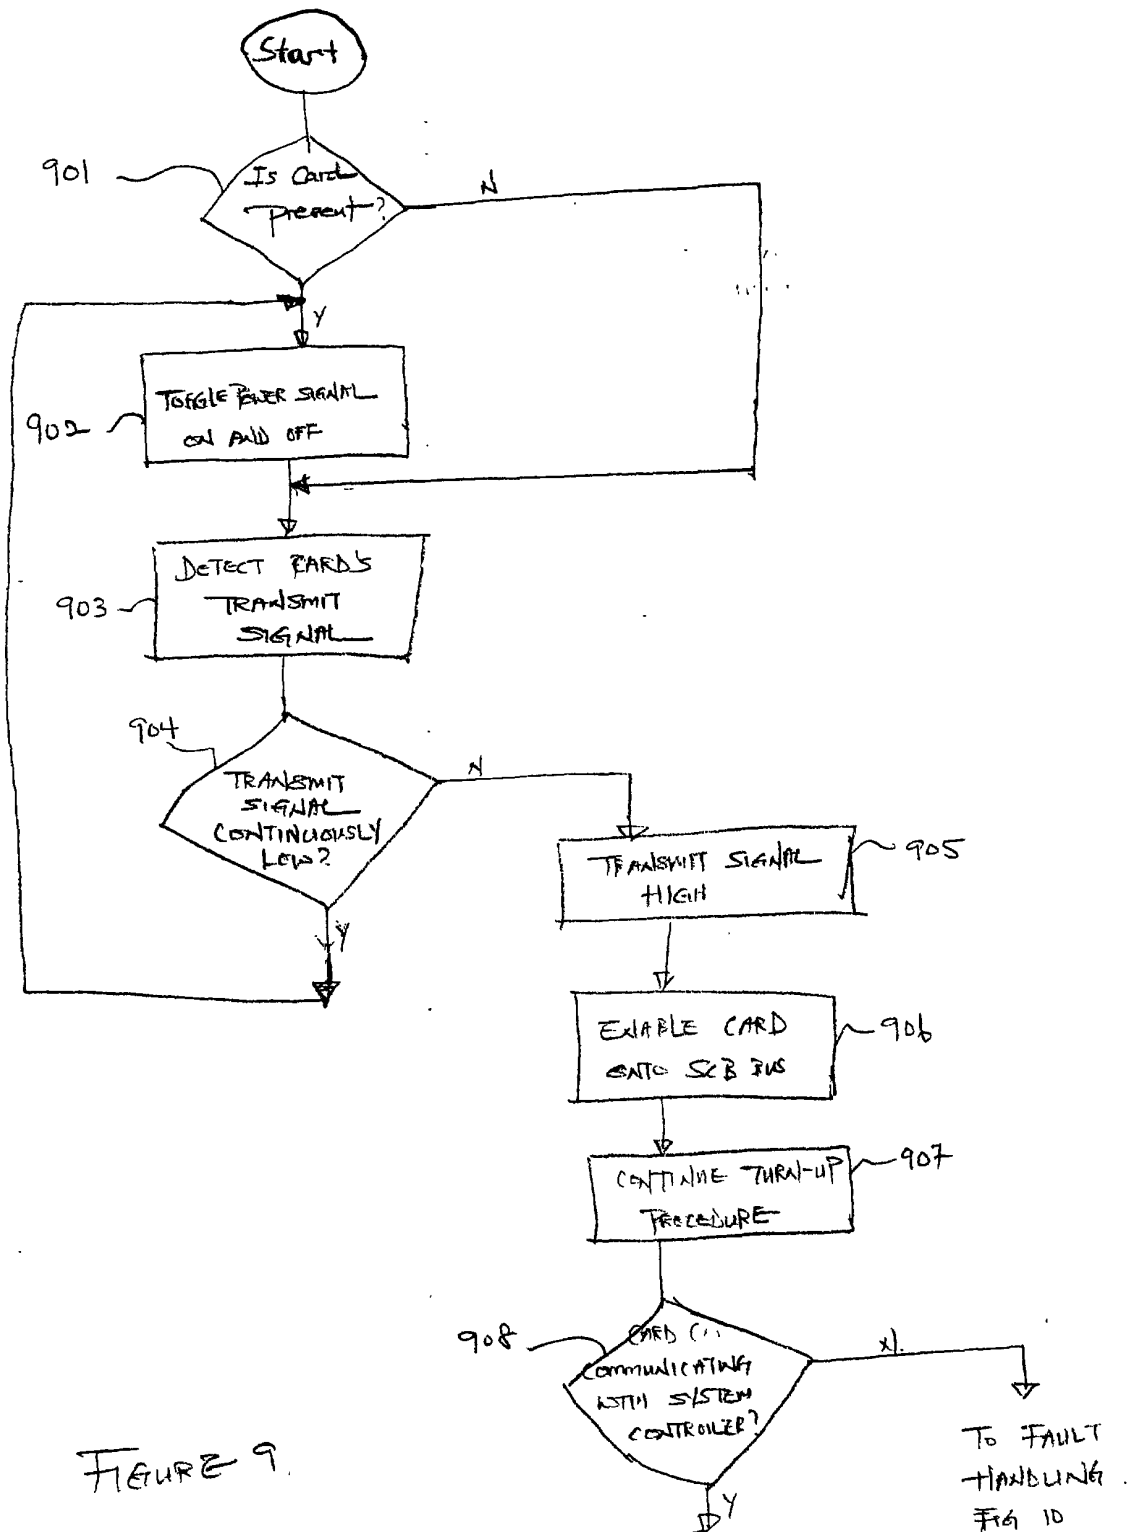 Start
901
Is Card
present?
N
Y
902
TOGGLE POWER SIGNAL
ON AND OFF
903
DETECT CARD'S
TRANSMIT
SIGNAL
904
TRANSMIT
SIGNAL
CONTINUOUSLY
LOW?
N
Y
905
TRANSMIT SIGNAL
HIGH
906
ENABLE CARD
ONTO SCB BUS
907
CONTINUE TURN-UP
PROCEDURE
908
CARD
COMMUNICATING
WITH SYSTEM
CONTROLLER?
N
Y
TO FAULT
HANDLING
FIG 10
FIGURE 9.